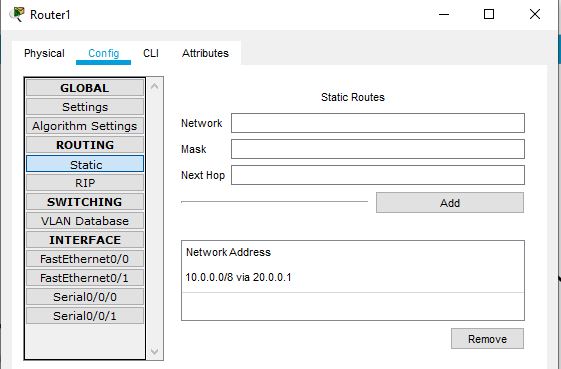 Router1
Physical Config CLI Attributes
GLOBAL
Settings
Algorithm Settings
ROUTING
Static
RIP
SWITCHING
VLAN Database
INTERFACE
FastEthernet0/0
FastEthernet0/1
Serial0/0/0
Serial0/0/1
Static Routes
Network
Mask
Next Hop
Add
Network Address
10.0.0.0/8 via 20.0.0.1
Remove